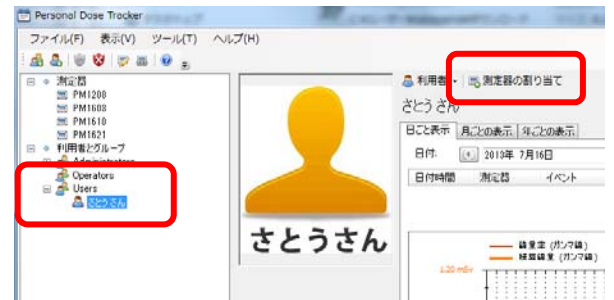 Personal Dose Tracker
ファイル(F) 表示(V) ツール(T) ヘルプ(H)
利用者 測定器の割り当て
測定器
PM1208
PM1603
PM1610
PM1621
利用者とグループ
Administrators
Operators
Users
さとうさん
さとうさん
さとうさん
日ごと表示 月ごとの表示 年ごとの表示
日付: 2013年 7月16日
日付時間 測定器 イベント
線量率 (ガンマ線)
積算線量 (ガンマ線)
1.20 mSv